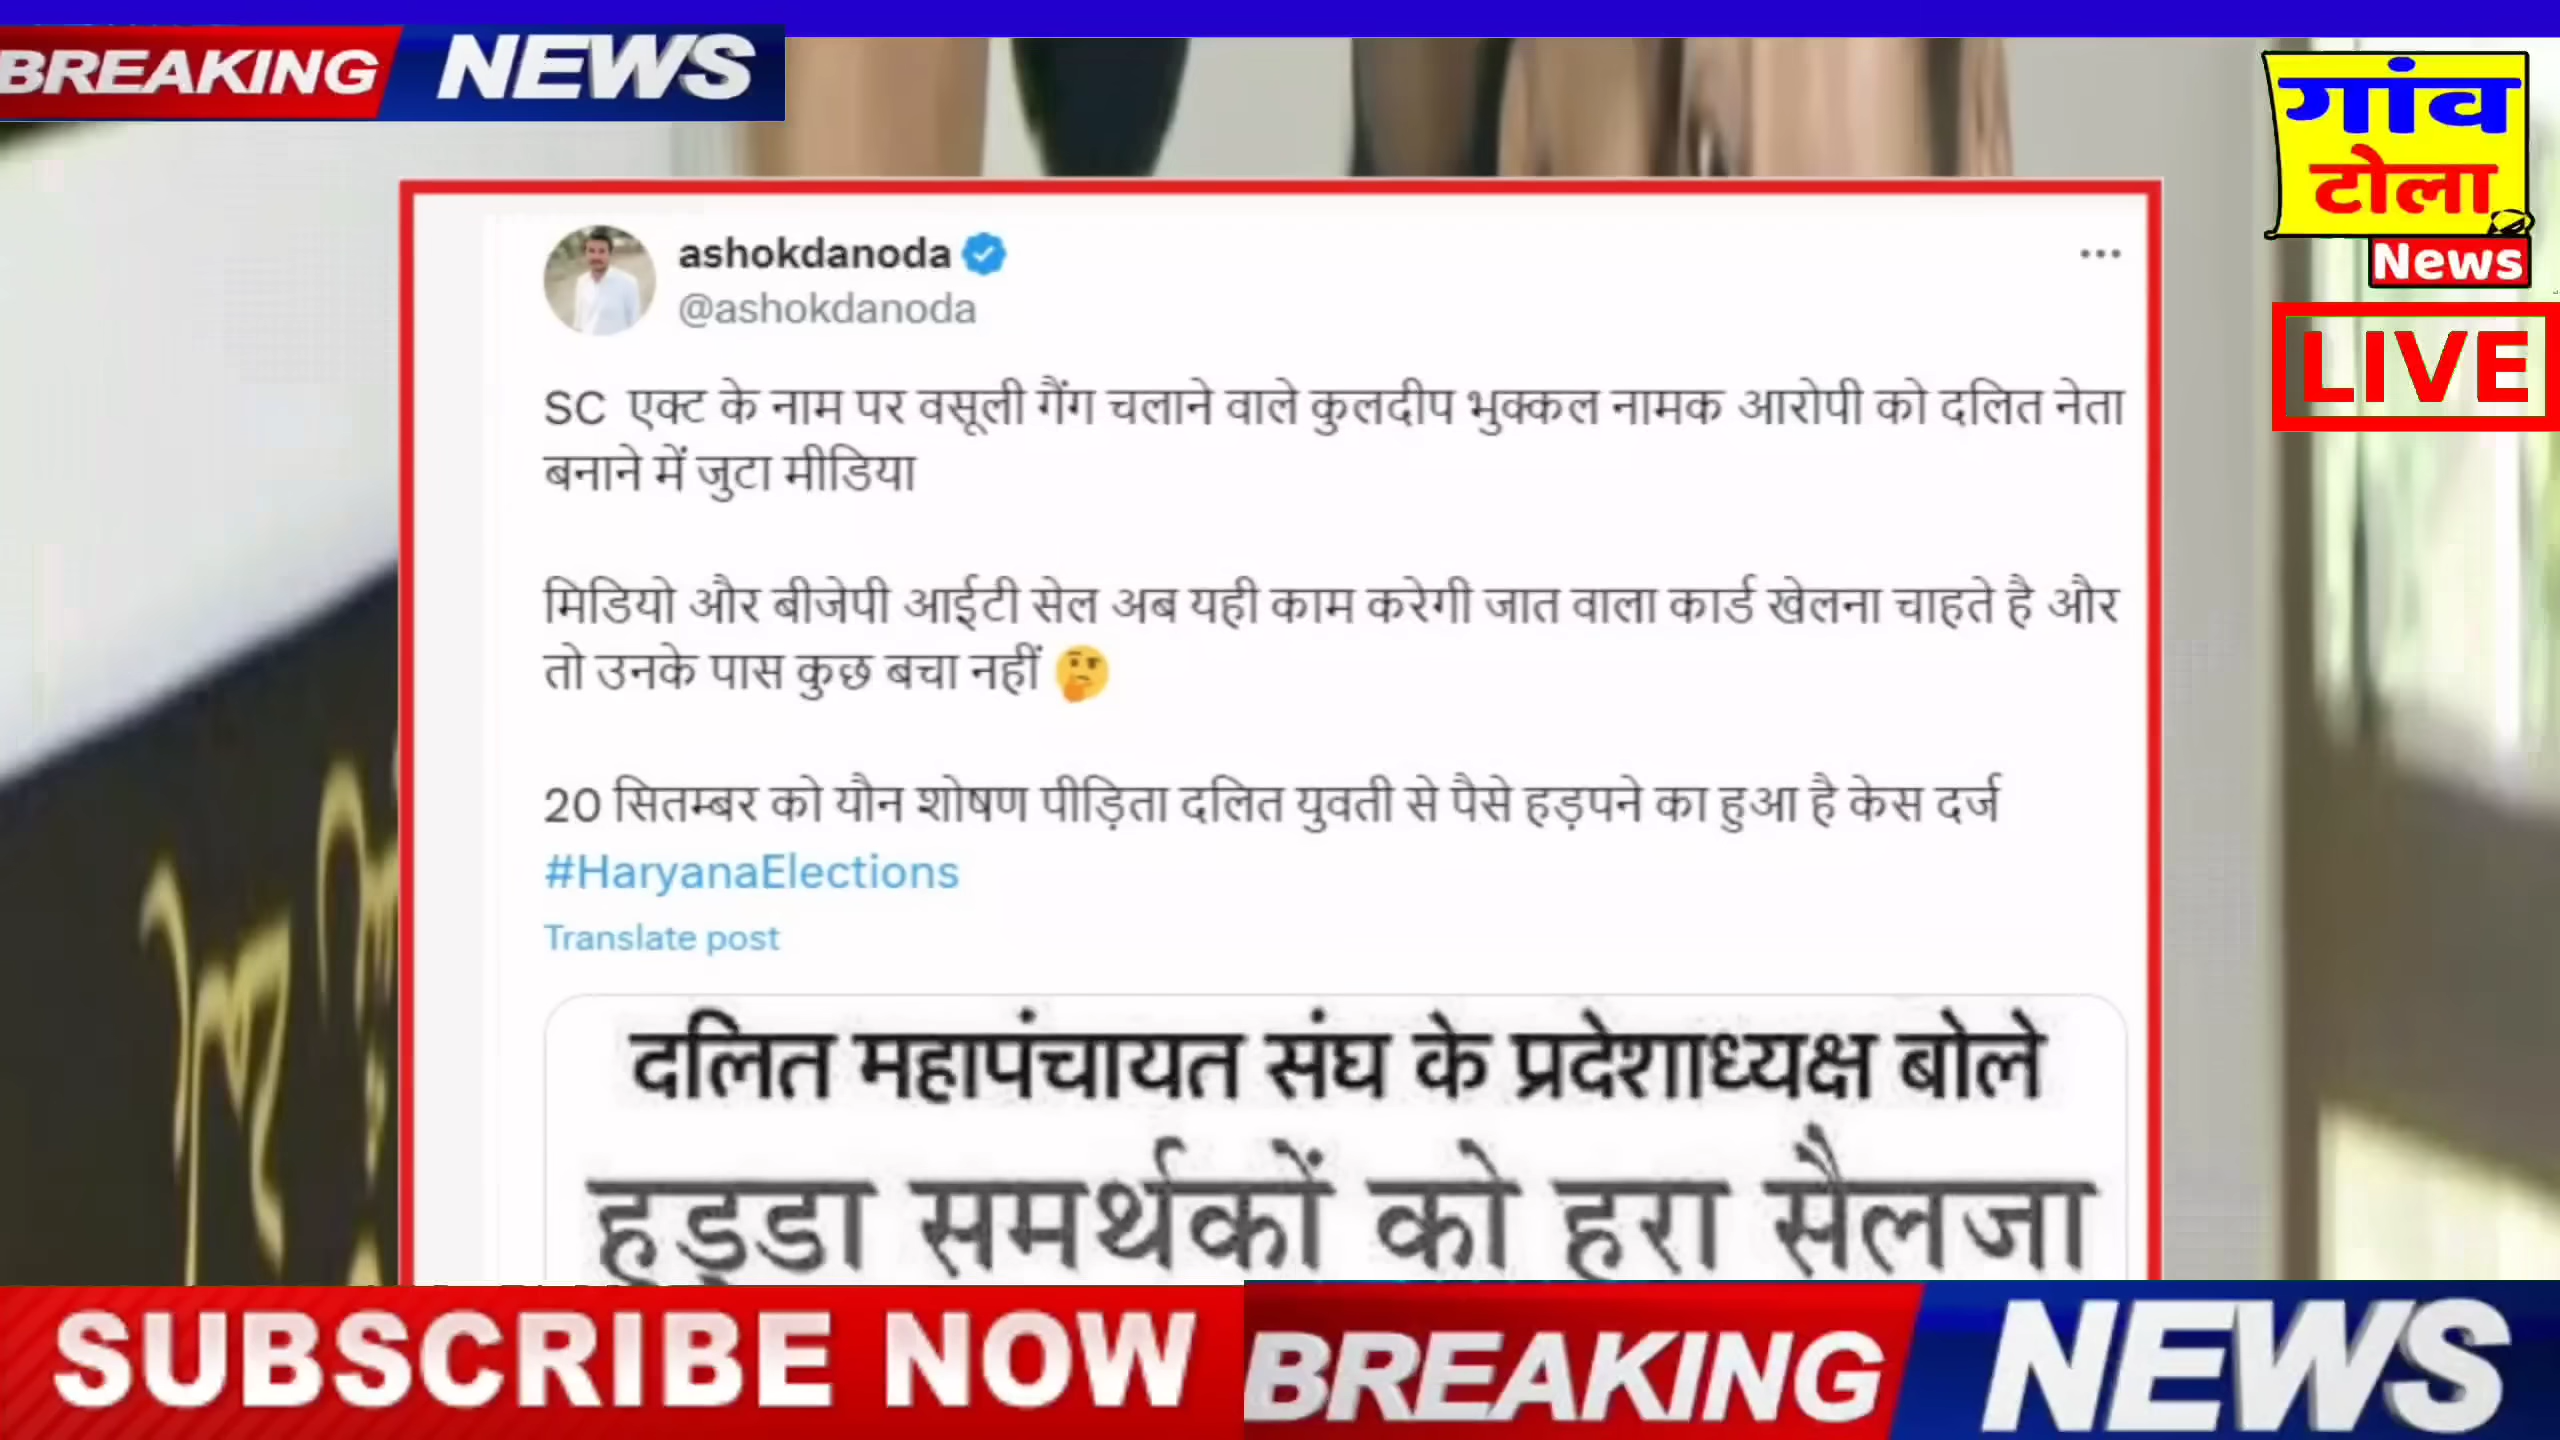 BREAKING NEWS
गांव
टोला
News
LIVE
ashokdanoda
@ashokdanoda
SC एक्ट के नाम पर वसूली गैंग चलाने वाले कुलदीप भुक्कल नामक आरोपी को दलित नेता
बनाने में जुटा मीडिया
मिडियो और बीजेपी आईटी सेल अब यही काम करेगी जात वाला कार्ड खेलना चाहते है और
तो उनके पास कुछ बचा नहीं 🤔
20 सितम्बर को यौन शोषण पीड़िता दलित युवती से पैसे हड़पने का हुआ है केस दर्ज
#HaryanaElections
Translate post
दलित महापंचायत संघ के प्रदेशाध्यक्ष बोले
हुड्डा समर्थकों को हरा सैलजा
SUBSCRIBE NOW
BREAKING NEWS